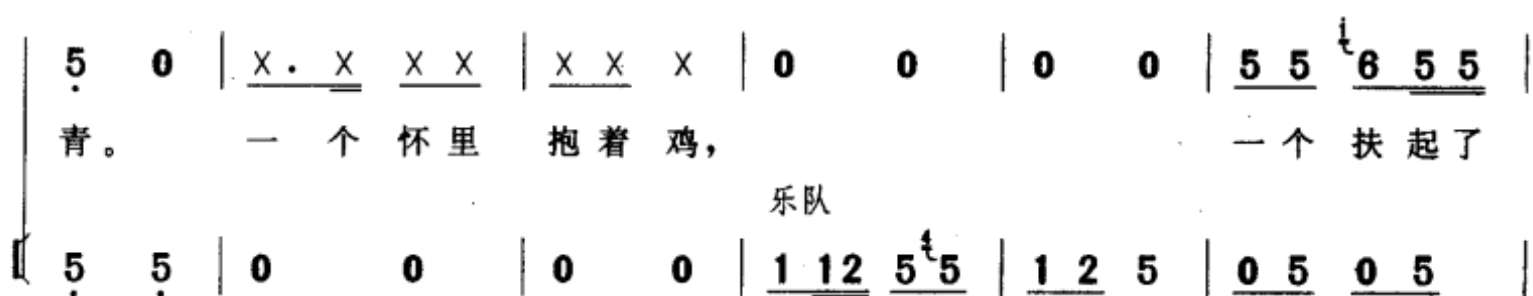 5 0 | X . X X X | X X X | 0 0 | 0 0 | 5 5 i 6 5 5 |
青。 一 个 怀 里 抱 着 鸡， 一 个 扶 起 了
乐队
5 5 | 0 0 | 0 0 | 1 12 5 4 5 | 1 2 5 | 0 5 0 5 |